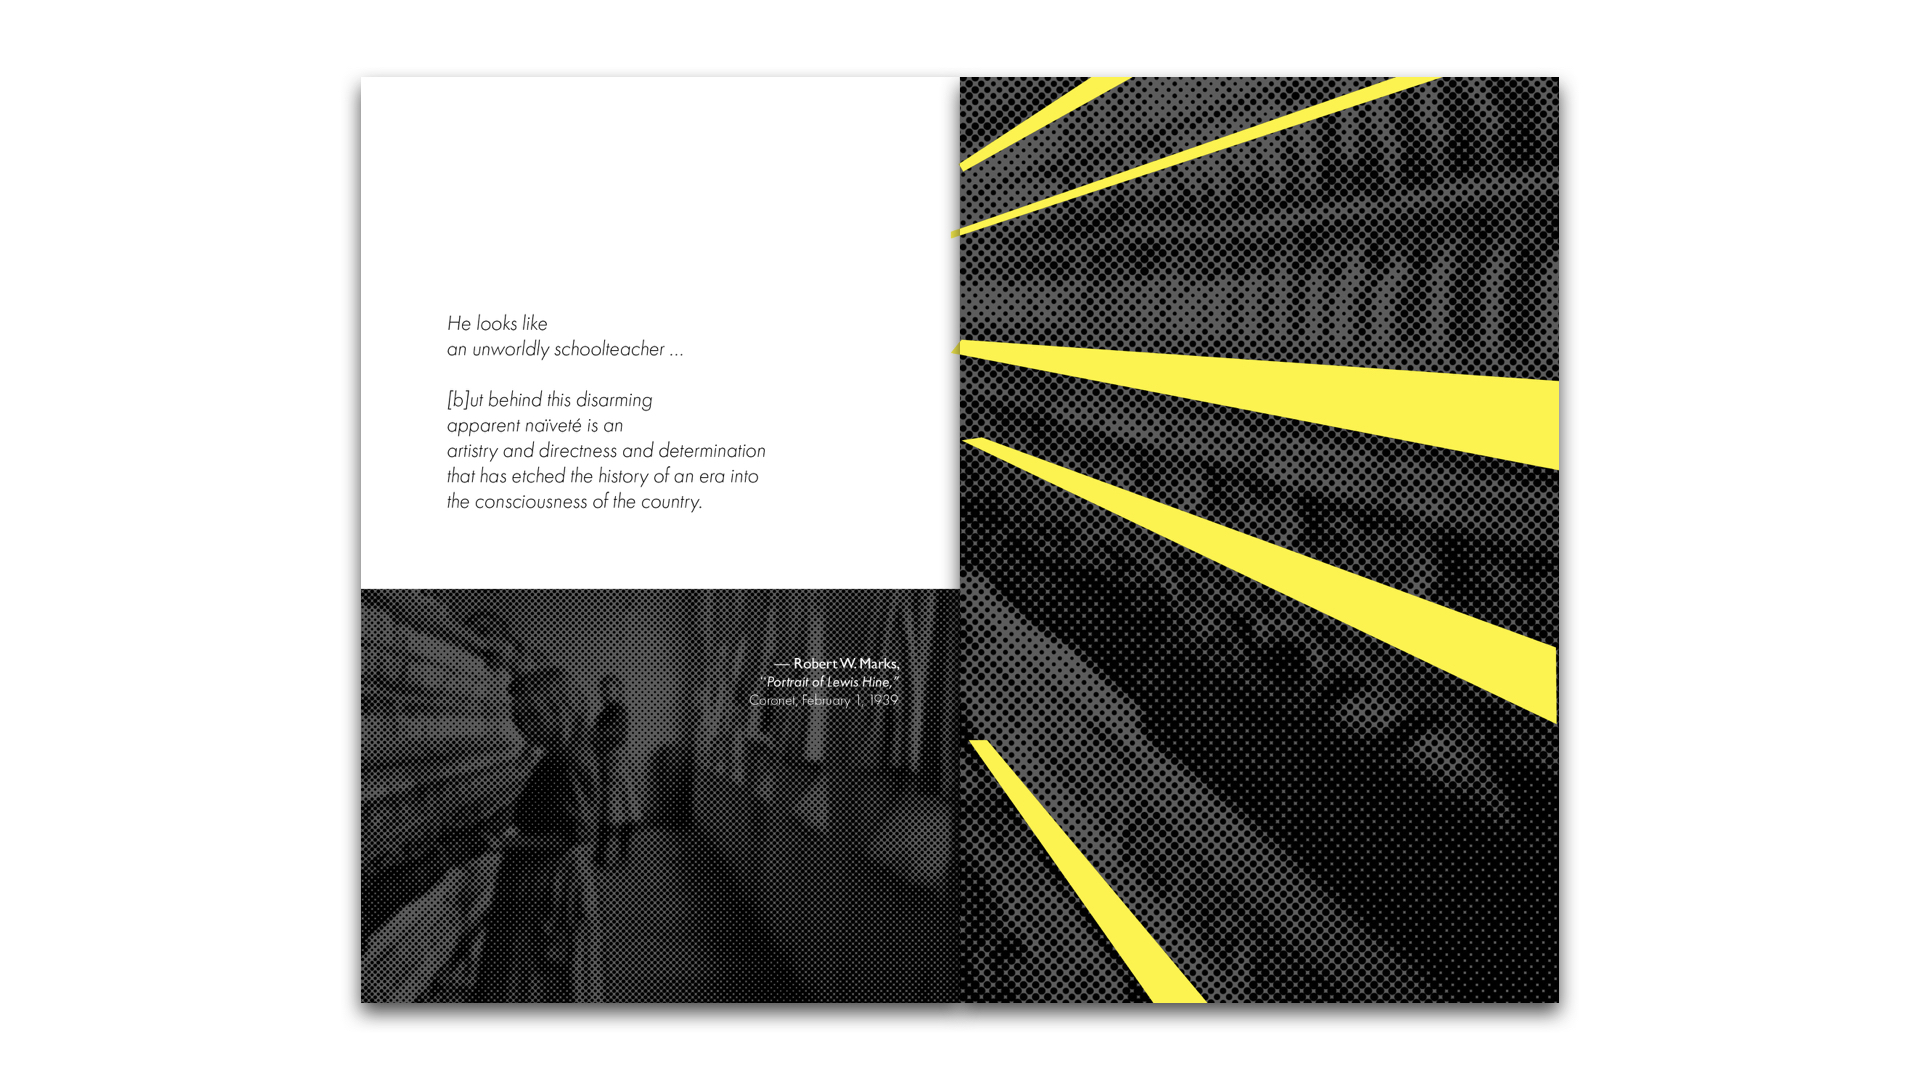 He looks like
an unworldly schoolteacher ...
[b]ut behind this disarming
apparent naïveté is an
artistry and directness and determination
that has etched the history of an era into
the consciousness of the country.
— Robert W. Marks,
“Portrait of Lewis Hine,”
Coronet, February 1, 1939